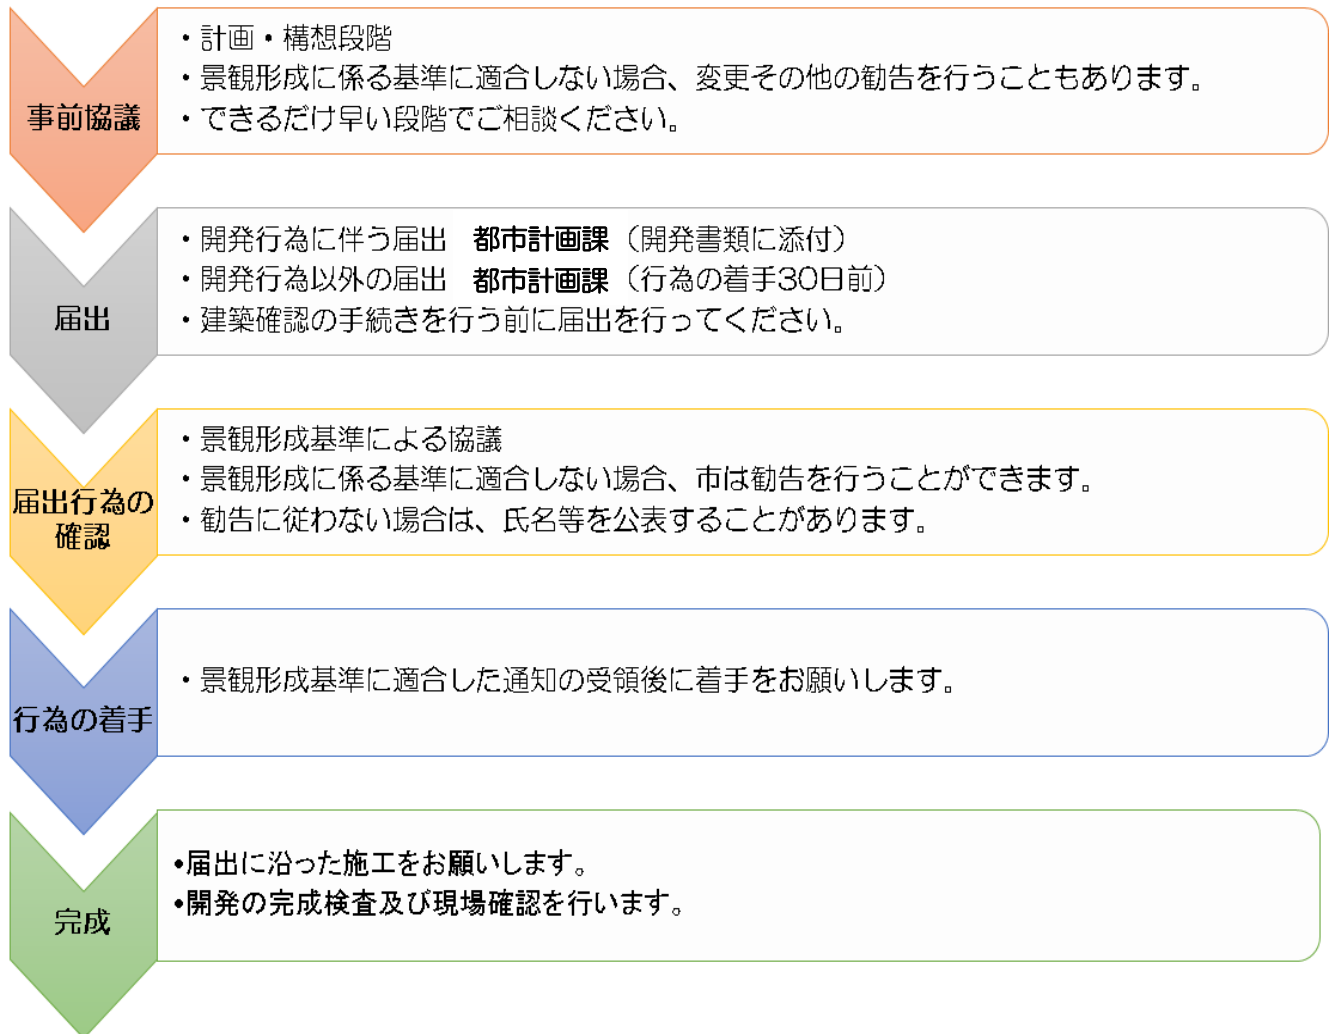 事前協議
・計画・構想段階
・景観形成に係る基準に適合しない場合、変更その他の勧告を行うこともあります。
・できるだけ早い段階でご相談ください。
届出
・開発行為に伴う届出　都市計画課（開発書類に添付）
・開発行為以外の届出　都市計画課（行為の着手30日前）
・建築確認の手続きを行う前に届出を行ってください。
届出行為の
確認
・景観形成基準による協議
・景観形成に係る基準に適合しない場合、市は勧告を行うことができます。
・勧告に従わない場合は、氏名等を公表することがあります。
行為の着手
・景観形成基準に適合した通知の受領後に着手をお願いします。
完成
•届出に沿った施工をお願いします。
•開発の完成検査及び現場確認を行います。